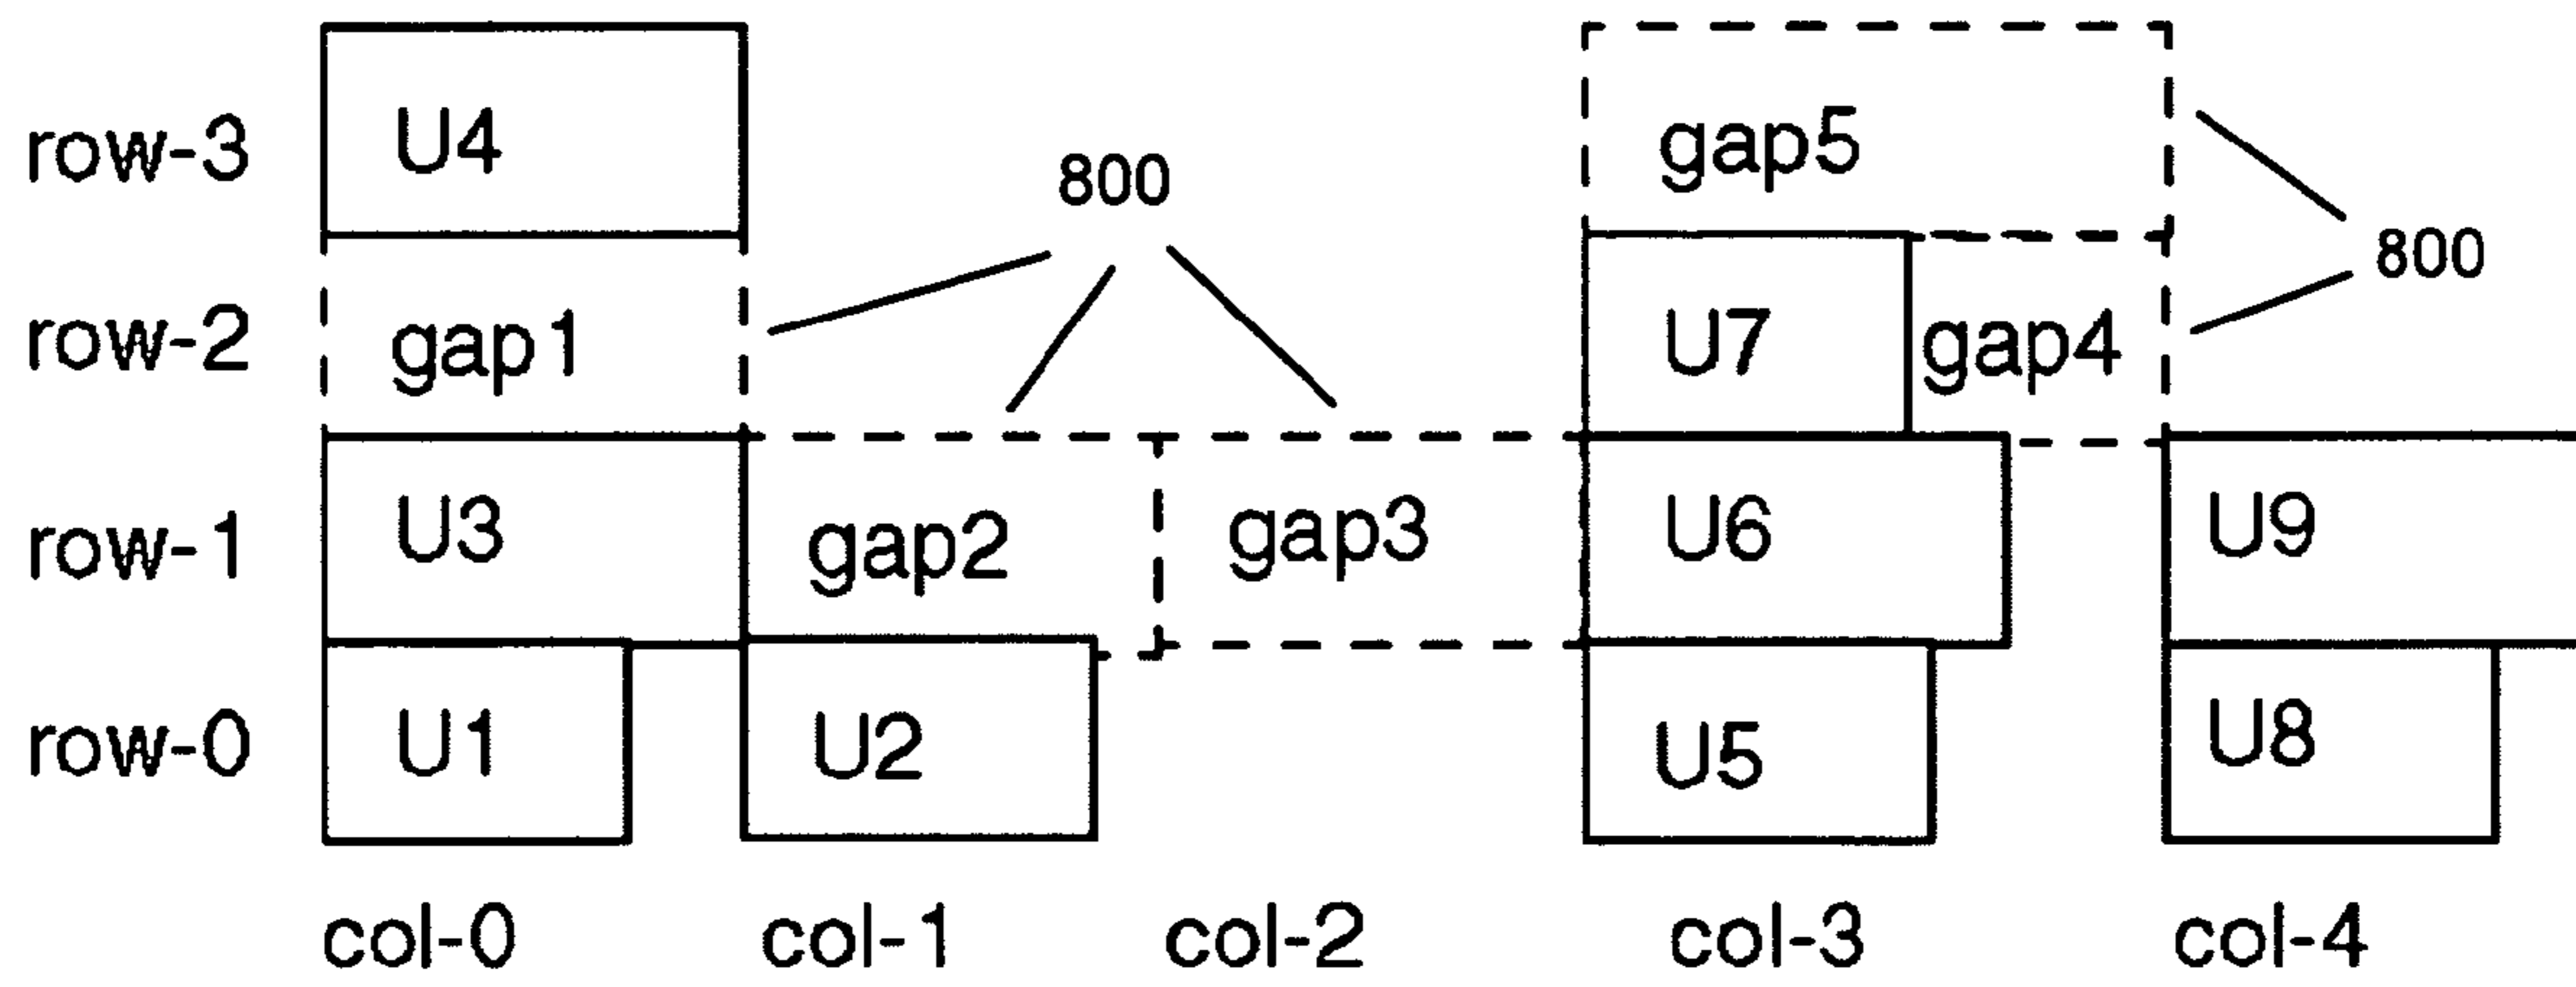 row-3 U4 800 gap5
800
row-2 gap1 U7 gap4
row-1 U3 gap2 gap3 U6 U9
row-0 U1 U2 U5 U8
col-0 col-1 col-2 col-3 col-4